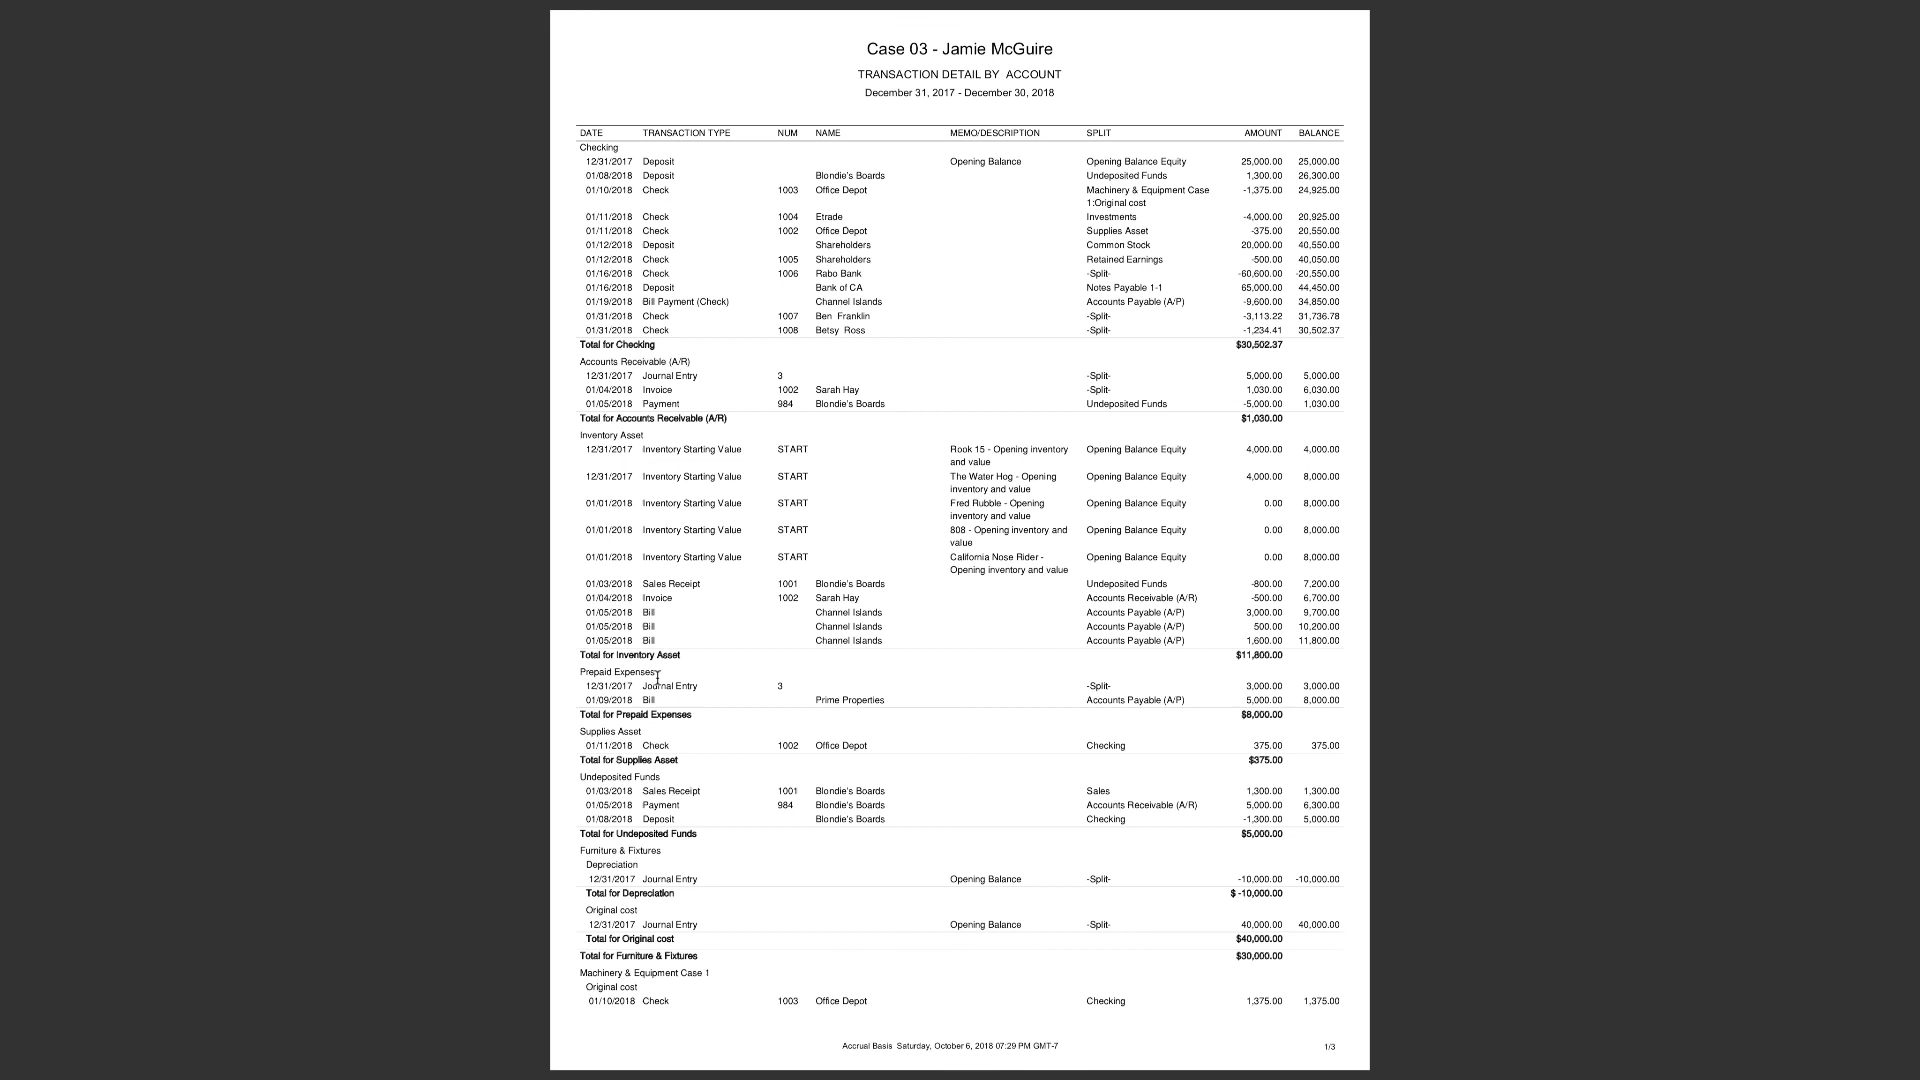 Case 03 - Jamie McGuire
TRANSACTION DETAIL BY ACCOUNT
December 31, 2017 - December 30, 2018
DATE TRANSACTION TYPE NUM NAME MEMO/DESCRIPTION SPLIT AMOUNT BALANCE
Checking
12/31/2017 Deposit Opening Balance Opening Balance Equity 25,000.00 25,000.00
01/08/2018 Deposit Blondie's Boards Undeposited Funds 1,300.00 26,300.00
01/10/2018 Check 1003 Office Depot Machinery & Equipment Case -1,375.00 24,925.00
1:Original cost
01/11/2018 Check 1004 Etrade Investments -4,000.00 20,925.00
01/11/2018 Check 1002 Office Depot Supplies Asset -375.00 20,550.00
01/12/2018 Deposit Shareholders Common Stock 20,000.00 40,550.00
01/12/2018 Check 1005 Shareholders Retained Earnings -500.00 40,050.00
01/16/2018 Check 1006 Rabo Bank -Split- -60,600.00 -20,550.00
01/16/2018 Deposit Bank of CA Notes Payable 1-1 65,000.00 44,450.00
01/19/2018 Bill Payment (Check) Channel Islands Accounts Payable (A/P) -9,600.00 34,850.00
01/31/2018 Check 1007 Ben Franklin -Split- -3,113.22 31,736.78
01/31/2018 Check 1008 Betsy Ross -Split- -1,234.41 30,502.37
Total for Checking $30,502.37
Accounts Receivable (A/R)
12/31/2017 Journal Entry 3 -Split- 5,000.00 5,000.00
01/04/2018 Invoice 1002 Sarah Hay -Split- 1,030.00 6,030.00
01/05/2018 Payment 984 Blondie's Boards Undeposited Funds -5,000.00 1,030.00
Total for Accounts Receivable (A/R) $1,030.00
Inventory Asset
12/31/2017 Inventory Starting Value START Rook 15 - Opening inventory Opening Balance Equity 4,000.00 4,000.00
and value
12/31/2017 Inventory Starting Value START The Water Hog - Opening Opening Balance Equity 4,000.00 8,000.00
inventory and value
01/01/2018 Inventory Starting Value START Fred Rubble - Opening Opening Balance Equity 0.00 8,000.00
inventory and value
01/01/2018 Inventory Starting Value START 808 - Opening inventory and Opening Balance Equity 0.00 8,000.00
value
01/01/2018 Inventory Starting Value START California Nose Rider - Opening Balance Equity 0.00 8,000.00
Opening inventory and value
01/03/2018 Sales Receipt 1001 Blondie's Boards Undeposited Funds -800.00 7,200.00
01/04/2018 Invoice 1002 Sarah Hay Accounts Receivable (A/R) -500.00 6,700.00
01/05/2018 Bill Channel Islands Accounts Payable (A/P) 3,000.00 9,700.00
01/05/2018 Bill Channel Islands Accounts Payable (A/P) 500.00 10,200.00
01/05/2018 Bill Channel Islands Accounts Payable (A/P) 1,600.00 11,800.00
Total for Inventory Asset $11,800.00
Prepaid Expenses
12/31/2017 Journal Entry 3 -Split- 3,000.00 3,000.00
01/09/2018 Bill Prime Properties Accounts Payable (A/P) 5,000.00 8,000.00
Total for Prepaid Expenses $8,000.00
Supplies Asset
01/11/2018 Check 1002 Office Depot Checking 375.00 375.00
Total for Supplies Asset $375.00
Undeposited Funds
01/03/2018 Sales Receipt 1001 Blondie's Boards Sales 1,300.00 1,300.00
01/05/2018 Payment 984 Blondie's Boards Accounts Receivable (A/R) 5,000.00 6,300.00
01/08/2018 Deposit Blondie's Boards Checking -1,300.00 5,000.00
Total for Undeposited Funds $5,000.00
Furniture & Fixtures
Depreciation
12/31/2017 Journal Entry Opening Balance -Split- -10,000.00 -10,000.00
Total for Depreciation $ -10,000.00
Original cost
12/31/2017 Journal Entry Opening Balance -Split- 40,000.00 40,000.00
Total for Original cost $40,000.00
Total for Furniture & Fixtures $30,000.00
Machinery & Equipment Case 1
Original cost
01/10/2018 Check 1003 Office Depot Checking 1,375.00 1,375.00
Accrual Basis Saturday, October 6, 2018 07:29 PM GMT-7 1/3